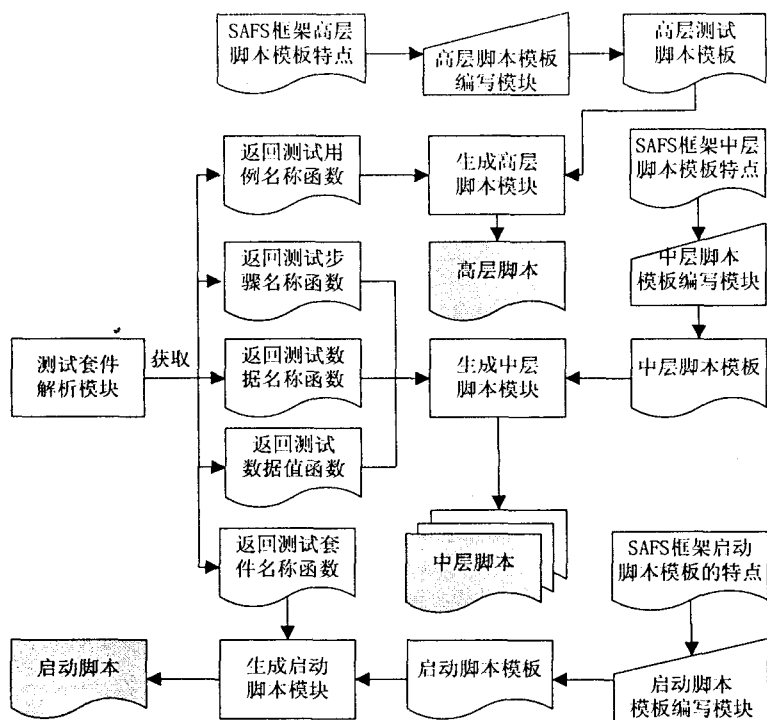 SAFS框架高层
脚本模板特点
高层脚本模板
编写模块
高层测试
脚本模板
返回测试用
例名称函数
生成高层
脚本模块
SAFS框架中层
脚本模板特点
返回测试步
骤名称函数
高层脚本
中层脚本
模板编写模块
测试套件
解析模块
获取
返回测试数
据名称函数
生成中层
脚本模块
中层脚本模板
返回测试
数据值函数
返回测试套
件名称函数
中层脚本
SAFS框架启动
脚本模板的特点
启动脚本
生成启动
脚本模块
启动脚本模板
启动脚本
模板编写模块